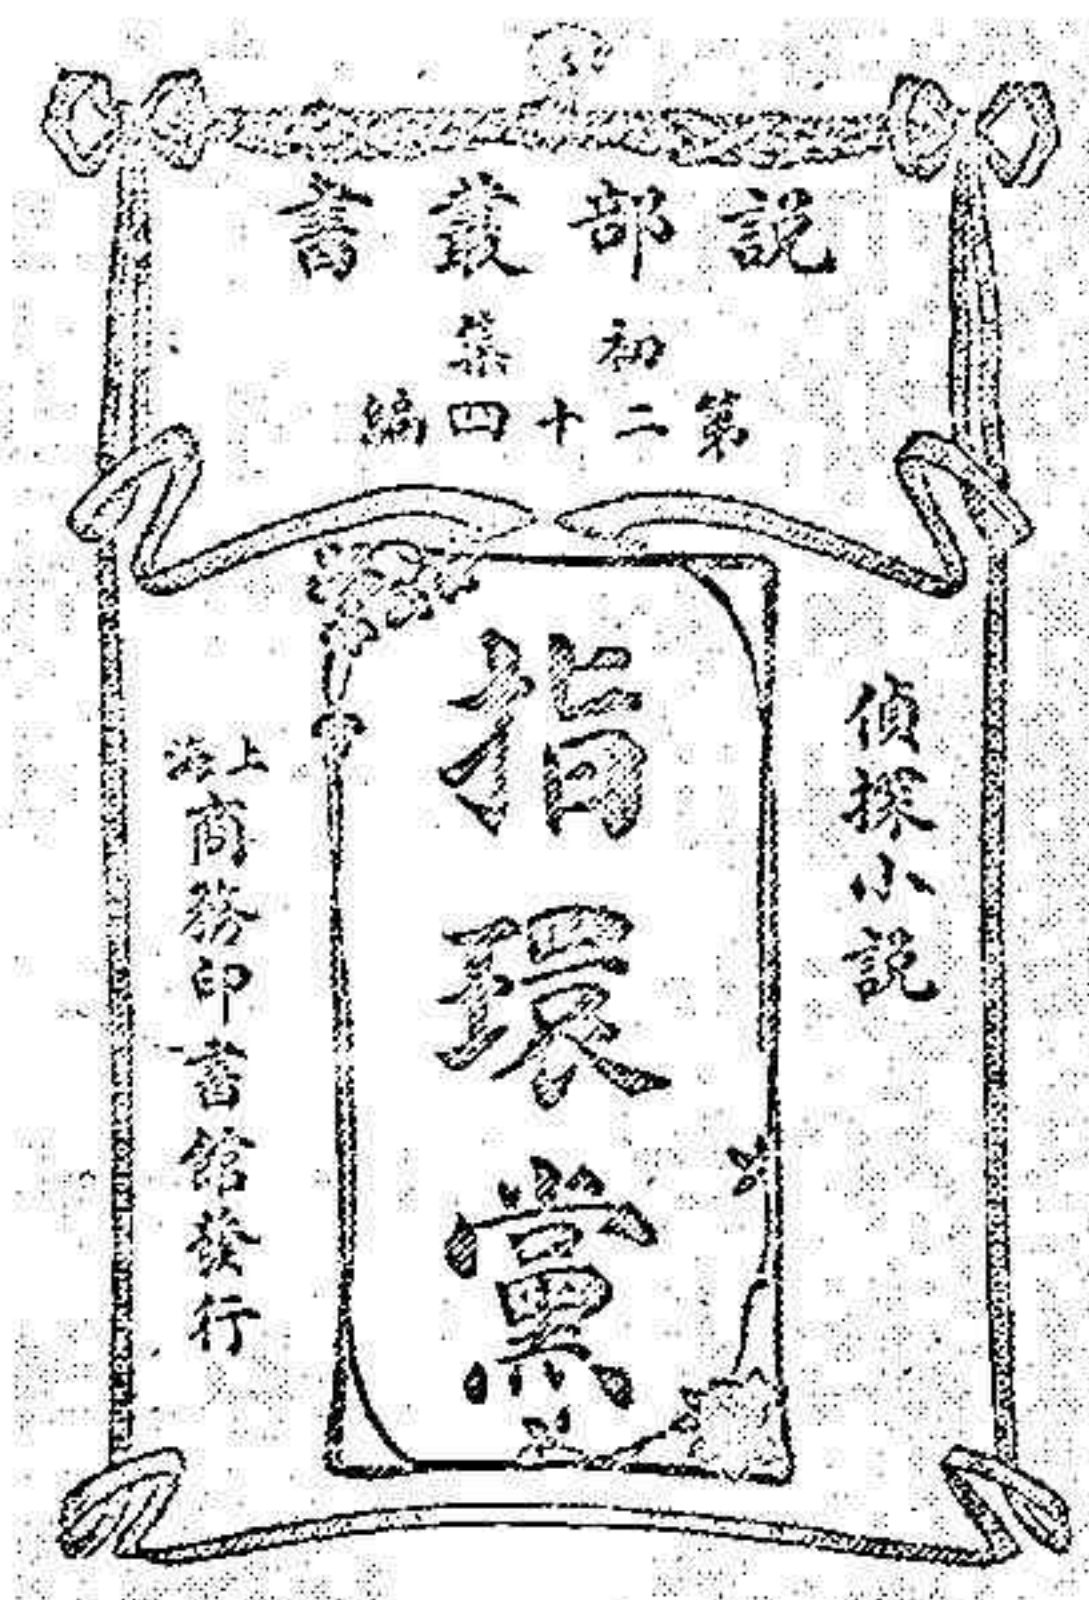 說部叢書
初集
第二十四編
偵探小説
指環黨
上海
商務印書館發行